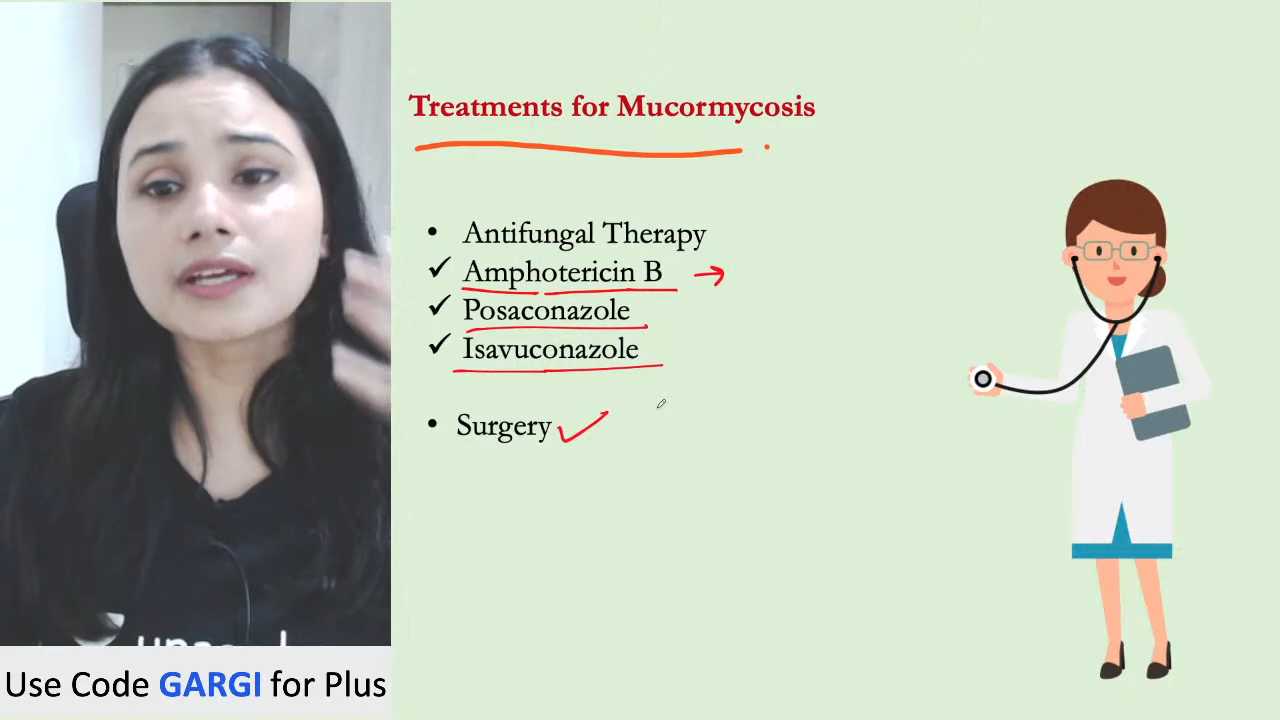 Treatments for Mucormycosis
• Antifungal Therapy
✓ Amphotericin B →
✓ Posaconazole
✓ Isavuconazole
• Surgery ✓
Use Code GARGI for Plus